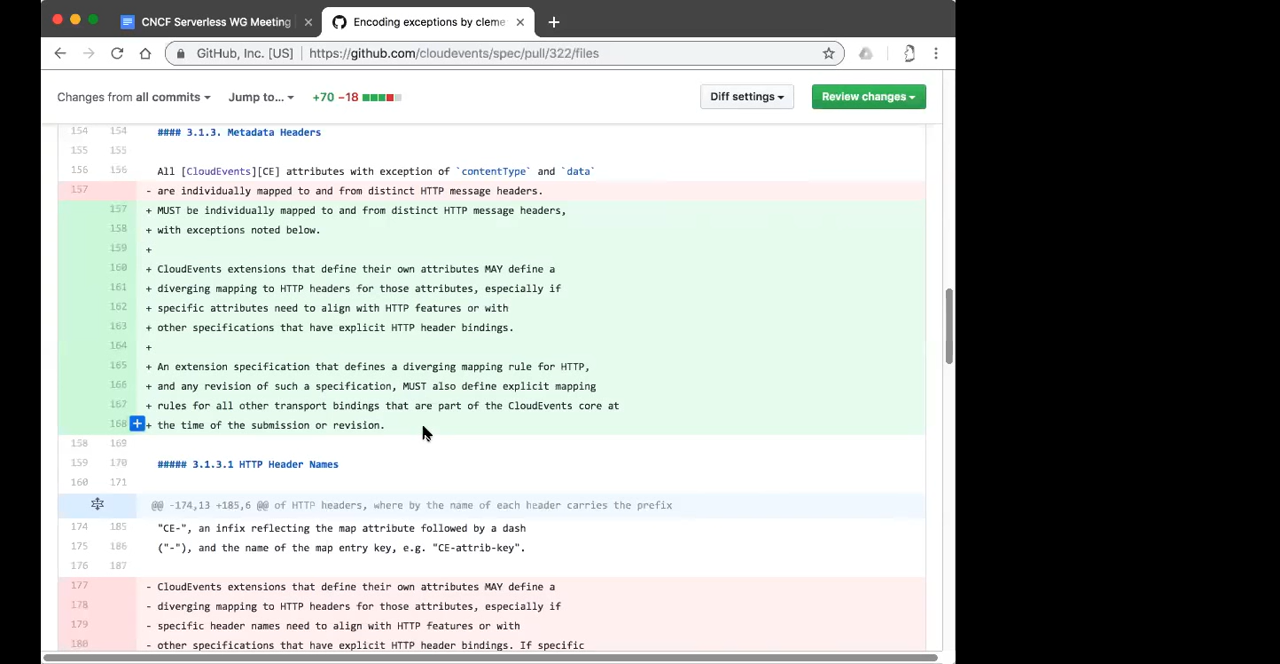 CNCF Serverless WG Meeting
Encoding exceptions by cleme
GitHub, Inc. [US] | https://github.com/cloudevents/spec/pull/322/files
Changes from all commits Jump to... +70 −18 Diff settings Review changes
154 154 #### 3.1.3. Metadata Headers
155 155
156 156 All [CloudEvents][CE] attributes with exception of `contentType` and `data`
157 - are individually mapped to and from distinct HTTP message headers.
157 + MUST be individually mapped to and from distinct HTTP message headers,
158 + with exceptions noted below.
159 +
160 + CloudEvents extensions that define their own attributes MAY define a
161 + diverging mapping to HTTP headers for those attributes, especially if
162 + specific attributes need to align with HTTP features or with
163 + other specifications that have explicit HTTP header bindings.
164 +
165 + An extension specification that defines a diverging mapping rule for HTTP,
166 + and any revision of such a specification, MUST also define explicit mapping
167 + rules for all other transport bindings that are part of the CloudEvents core at
168 + the time of the submission or revision.
158 169
159 170 ##### 3.1.3.1 HTTP Header Names
160 171
@@ -174,13 +185,6 @@ of HTTP headers, where by the name of each header carries the prefix
174 185 "CE-", an infix reflecting the map attribute followed by a dash
175 186 ("-"), and the name of the map entry key, e.g. "CE-attrib-key".
176 187
177 - CloudEvents extensions that define their own attributes MAY define a
178 - diverging mapping to HTTP headers for those attributes, especially if
179 - specific header names need to align with HTTP features or with
180 - other specifications that have explicit HTTP header bindings. If specific